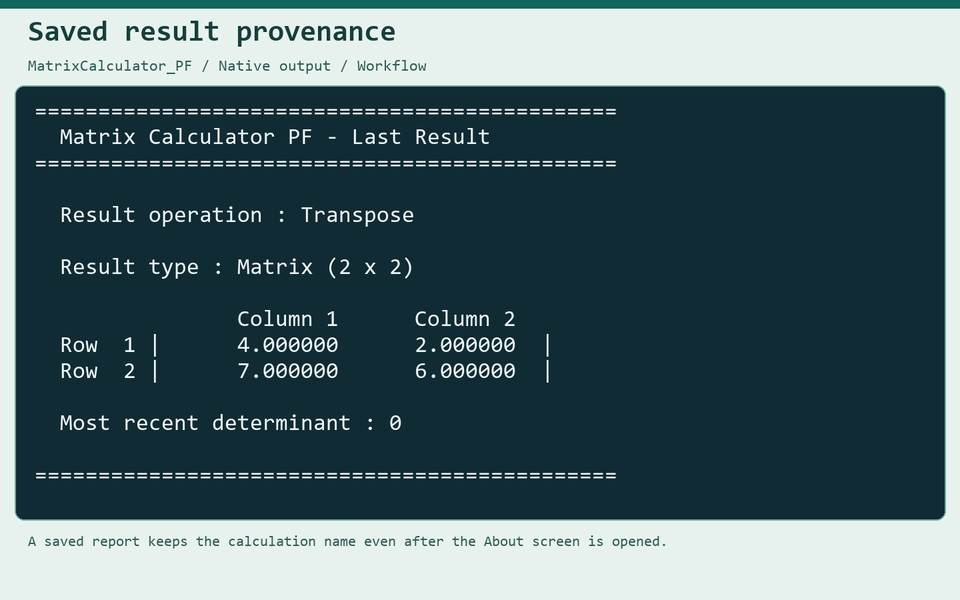 Saved result provenance
MatrixCalculator_PF / Native output / Workflow
==============================================
Matrix Calculator PF - Last Result
==============================================
Result operation : Transpose
Result type : Matrix (2 x 2)
Column 1 Column 2
Row 1 | 4.000000 2.000000 |
Row 2 | 7.000000 6.000000 |
Most recent determinant : 0
==============================================
A saved report keeps the calculation name even after the About screen is opened.